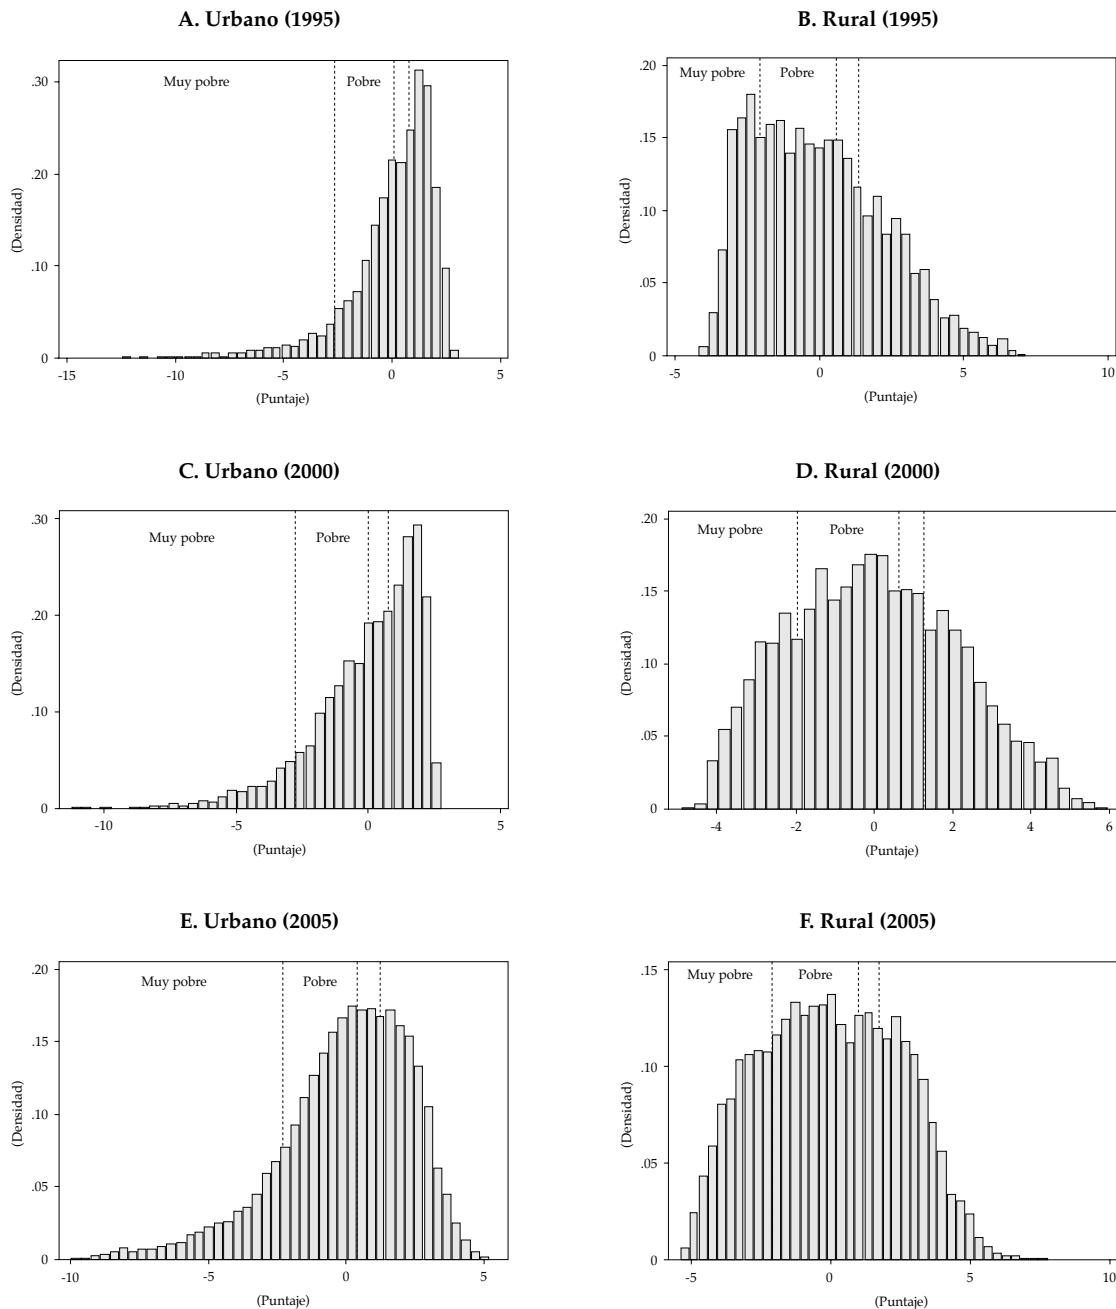 A. Urbano (1995)
Muy pobre
Pobre
.30
.20
.10
0
-15
-10
-5
0
5
(Densidad)
(Puntaje)
B. Rural (1995)
Muy pobre
Pobre
.20
.15
.10
.05
0
-5
0
5
10
(Densidad)
(Puntaje)
C. Urbano (2000)
Muy pobre
Pobre
.30
.20
.10
0
-10
-5
0
5
(Densidad)
(Puntaje)
D. Rural (2000)
Muy pobre
Pobre
.20
.15
.10
.05
0
-4
-2
0
2
4
6
(Densidad)
(Puntaje)
E. Urbano (2005)
Muy pobre
Pobre
.20
.15
.10
.05
0
-10
-5
0
5
(Densidad)
(Puntaje)
F. Rural (2005)
Muy pobre
Pobre
.15
.10
.05
0
-5
0
5
10
(Densidad)
(Puntaje)